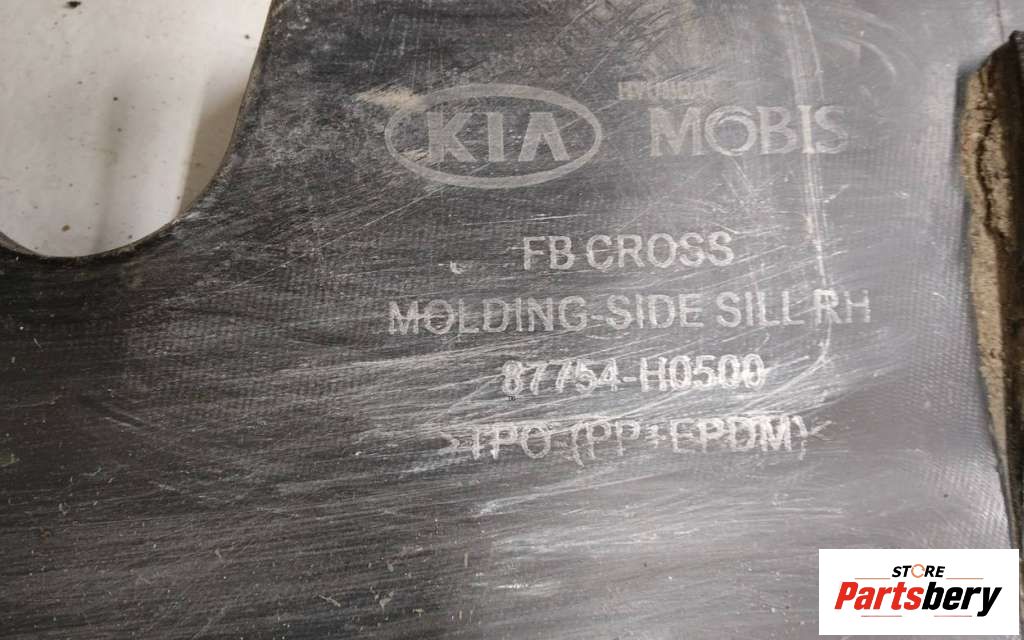 KIA HYUNDAI MOBIS
FB CROSS
MOLDING-SIDE SILL RH
87754-H0500
>TPO-(PP+EPDM)<
STORE
Partsbery